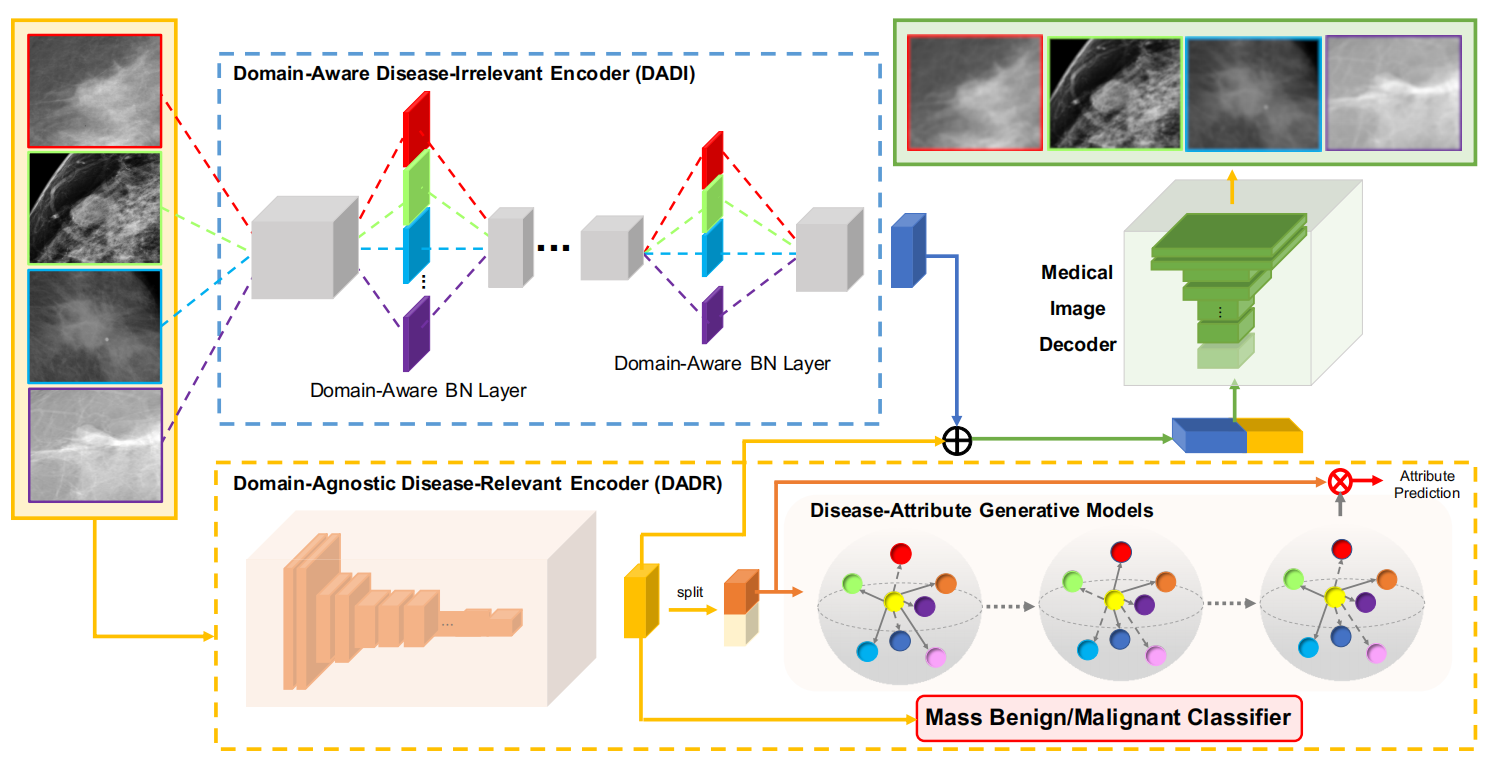 Domain-Aware Disease-Irrelevant Encoder (DADI)
Domain-Aware BN Layer
Domain-Aware BN Layer
Medical
Image
Decoder
Domain-Agnostic Disease-Relevant Encoder (DADR)
Attribute
Prediction
Disease-Attribute Generative Models
split
Mass Benign/Malignant Classifier